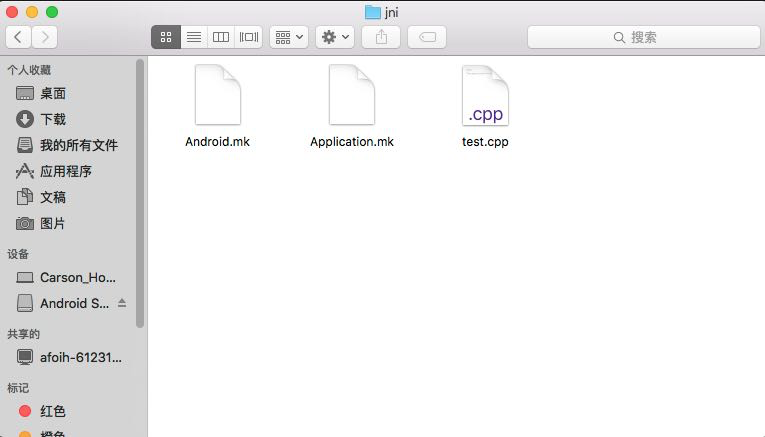 jni
搜索
个人收藏
桌面
下载
我的所有文件
应用程序
文稿
图片
设备
Carson_Ho...
Android S...
共享的
afoih-61231...
标记
红色
橙色
Android.mk
Application.mk
.cpp
test.cpp